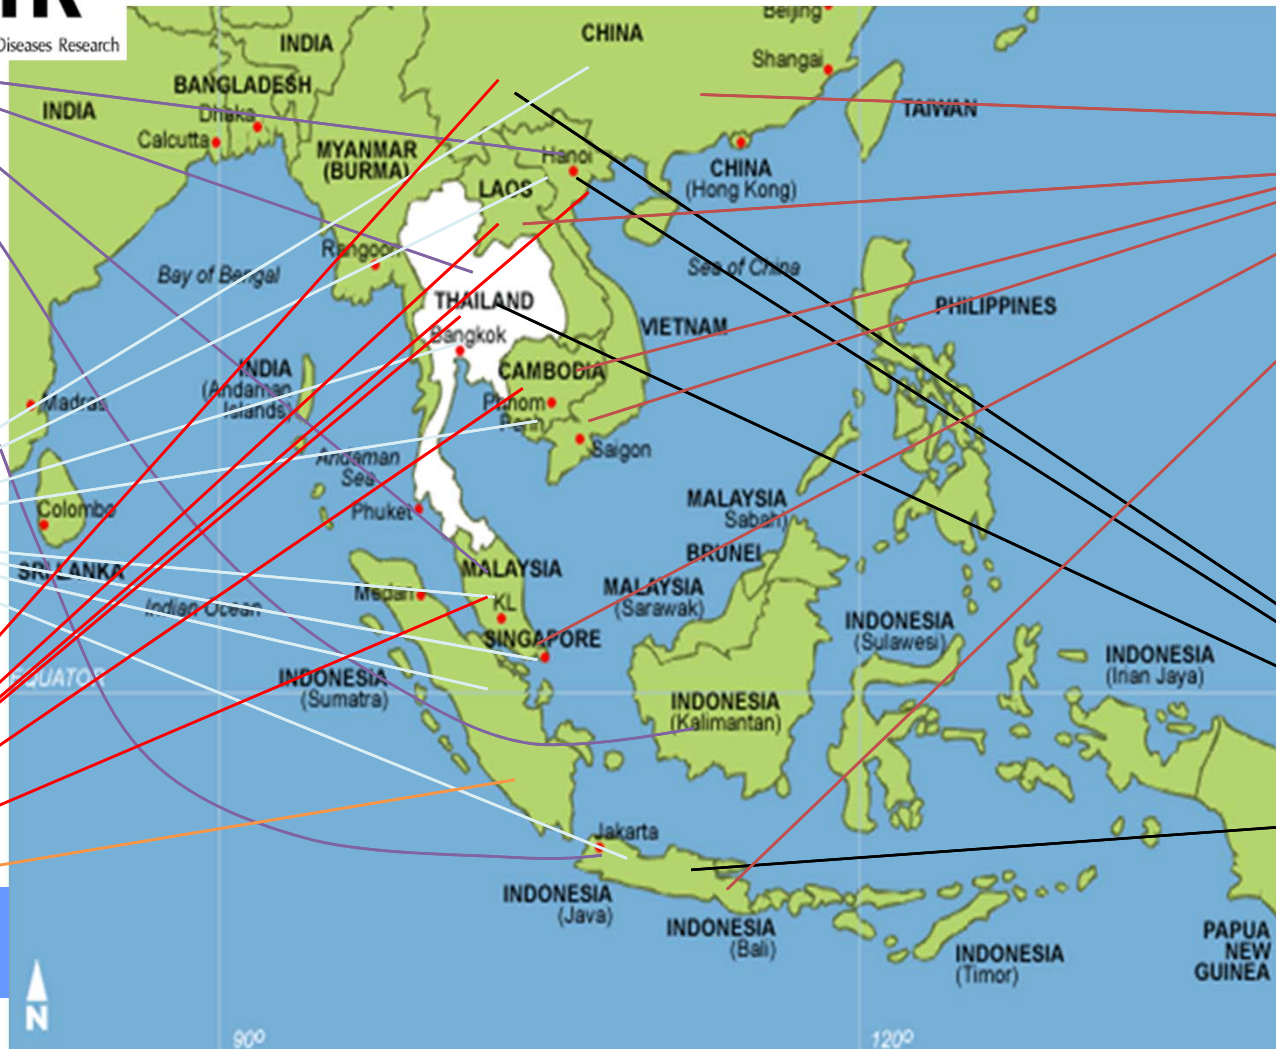 Diseases Research
Beijing
CHINA
INDIA
Shangai
BANGLADESH
Dhaka
INDIA
TAIWAN
Calcutta
MYANMAR
(BURMA)
Hanoi
CHINA
(Hong Kong)
LAOS
Rangoon
Bay of Bengal
Sea of China
THAILAND
PHILIPPINES
Bangkok
VIETNAM
INDIA
(Andaman
Islands)
CAMBODIA
Madras
Phnom
Penh
Saigon
Andaman
Sea
MALAYSIA
Sabah)
Colombo
Phuket
BRUNEI
SRI LANKA
MALAYSIA
MALAYSIA
(Sarawak)
Medan
KL
Indian Ocean
INDONESIA
(Sulawesi)
SINGAPORE
INDONESIA
(Irian Jaya)
EQUATOR
INDONESIA
(Sumatra)
INDONESIA
(Kalimantan)
Jakarta
INDONESIA
(Java)
INDONESIA
(Bali)
INDONESIA
(Timor)
PAPUA
NEW
GUINEA
N
90º
120º